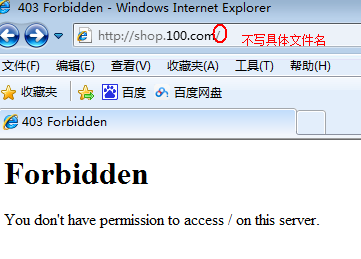 403 Forbidden - Windows Internet Explorer
http://shop.100.com/
不写具体文件名
文件(F) 编辑(E) 查看(V) 收藏夹(A) 工具(T) 帮助(H)
收藏夹 百度 百度网盘
403 Forbidden
Forbidden
You don't have permission to access / on this server.